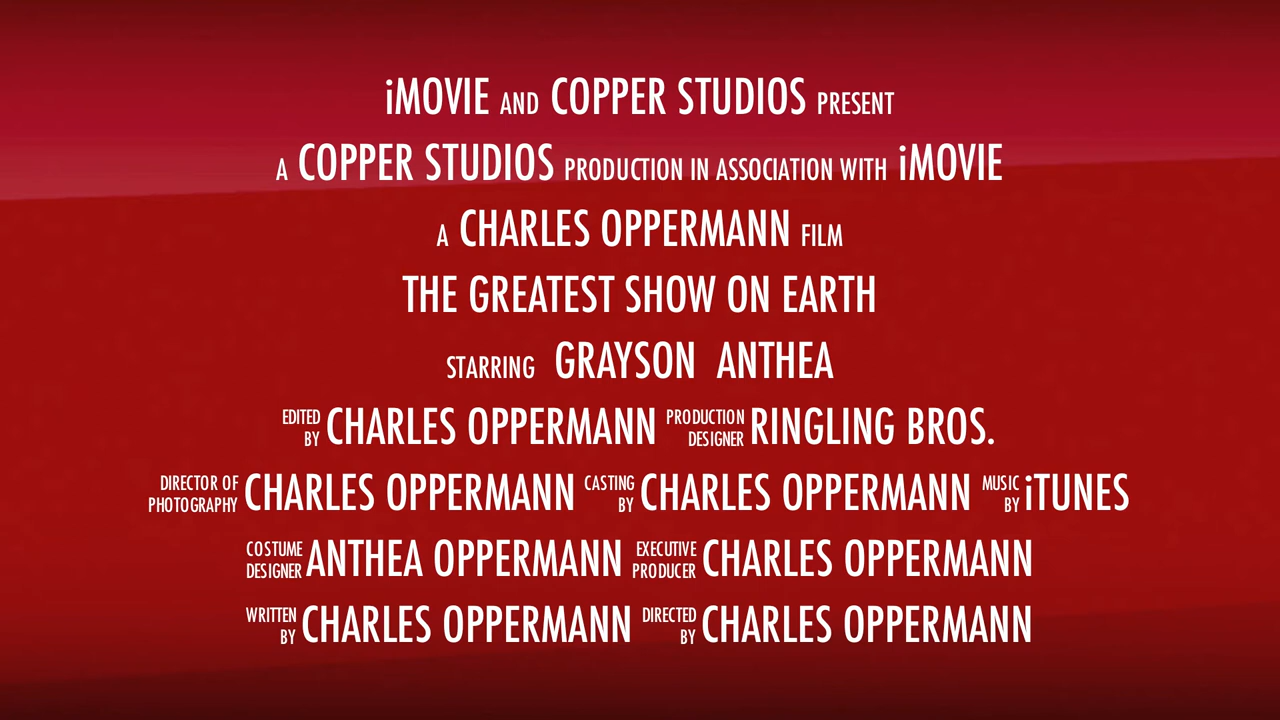 iMOVIE AND COPPER STUDIOS PRESENT
A COPPER STUDIOS PRODUCTION IN ASSOCIATION WITH iMOVIE
A CHARLES OPPERMANN FILM
THE GREATEST SHOW ON EARTH
STARRING GRAYSON ANTHEA
EDITED BY CHARLES OPPERMANN PRODUCTION DESIGNER RINGLING BROS.
DIRECTOR OF PHOTOGRAPHY CHARLES OPPERMANN CASTING BY CHARLES OPPERMANN MUSIC BY iTUNES
COSTUME DESIGNER ANTHEA OPPERMANN EXECUTIVE PRODUCER CHARLES OPPERMANN
WRITTEN BY CHARLES OPPERMANN DIRECTED BY CHARLES OPPERMANN